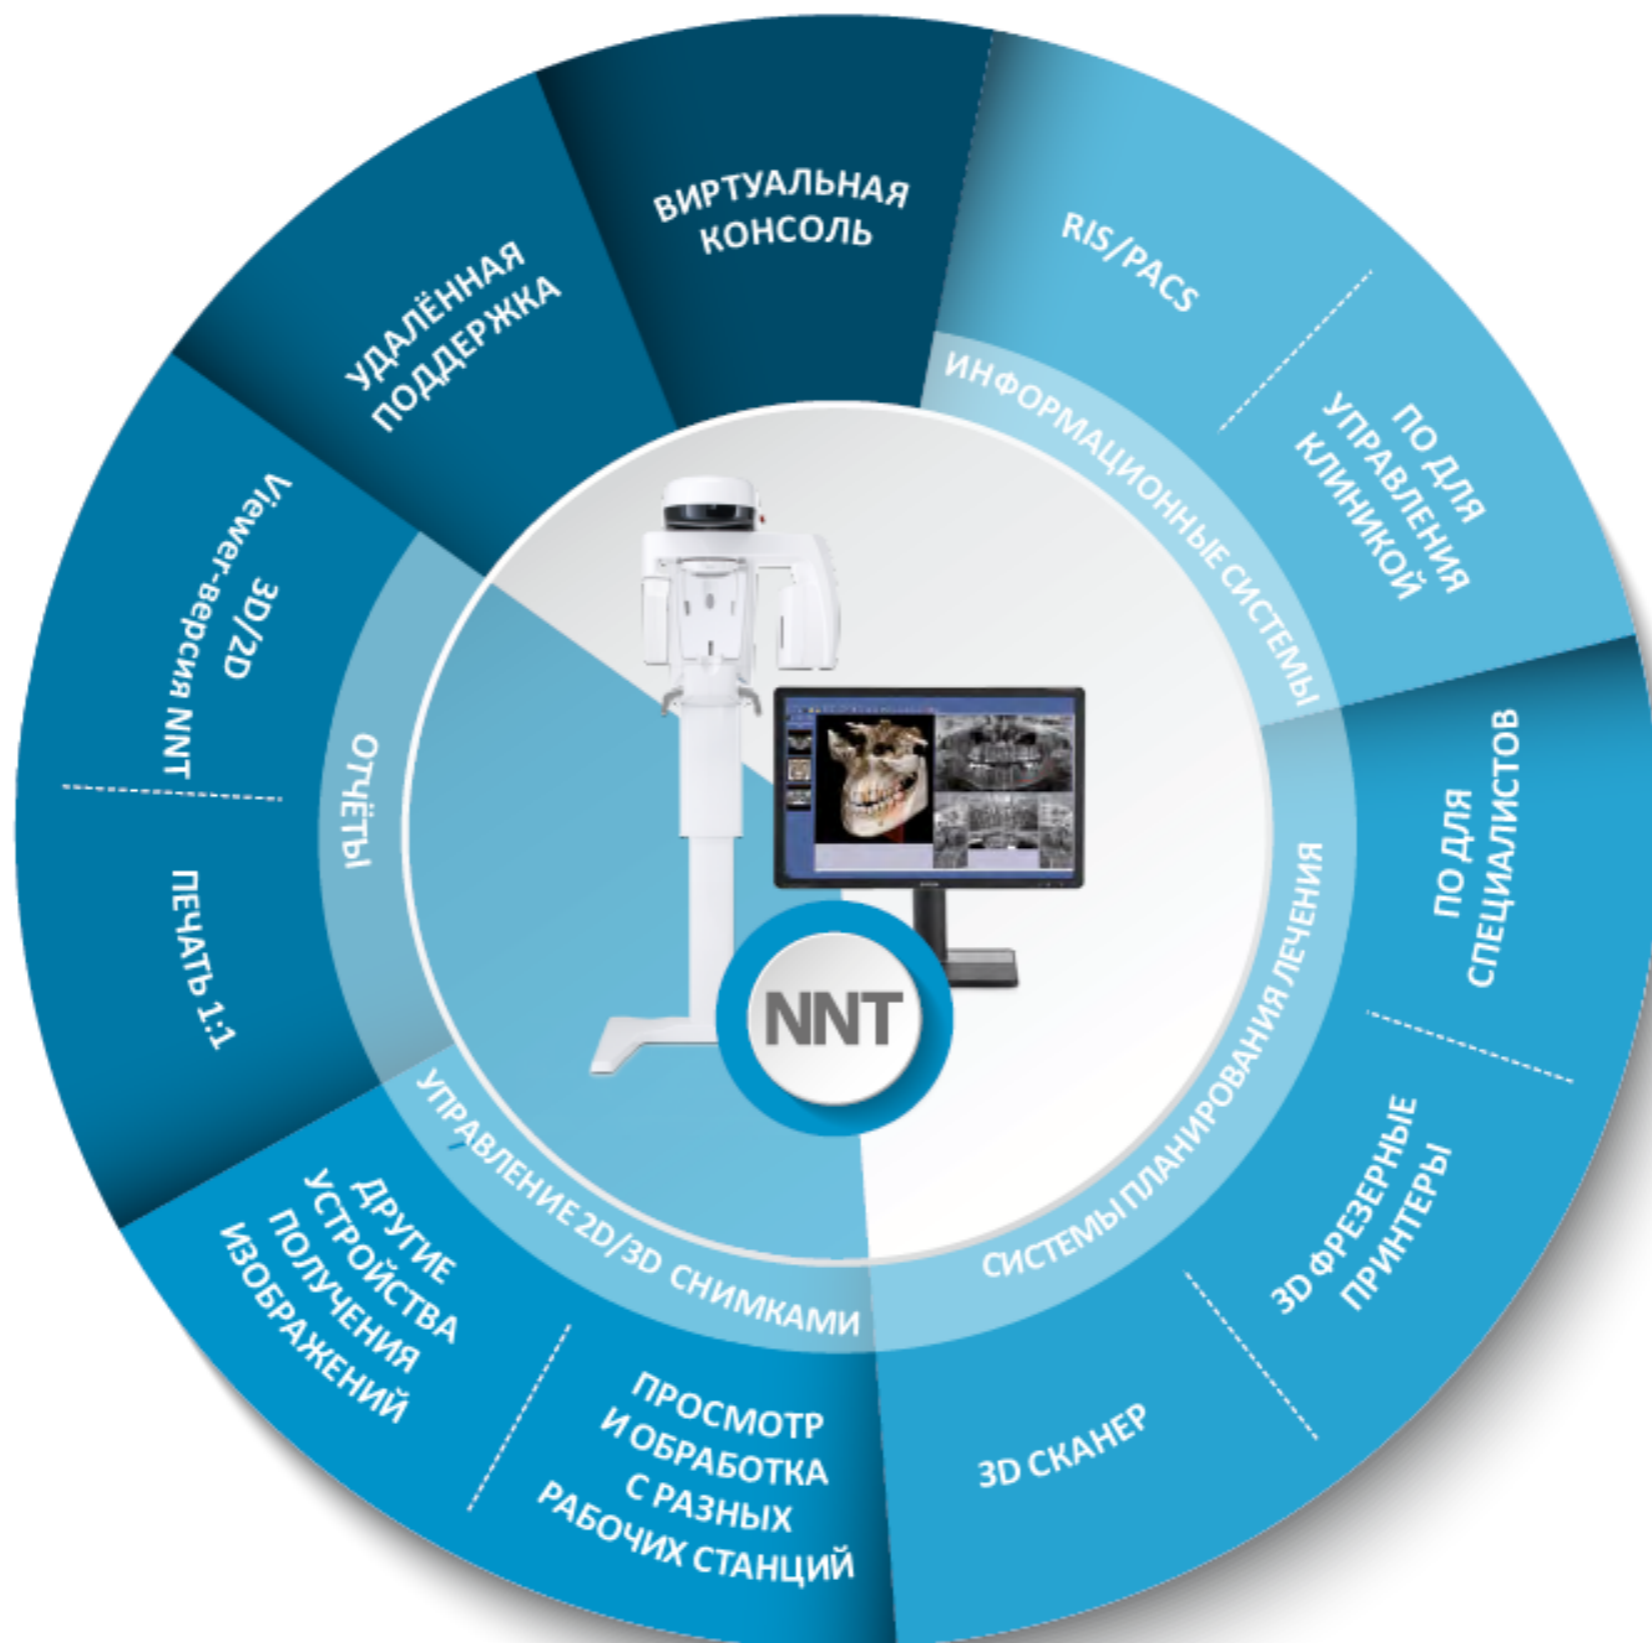 ВИРТУАЛЬНАЯ
КОНСОЛЬ
RIS/PACS
ПО ДЛЯ
УПРАВЛЕНИЯ
КЛИНИКОЙ
ИНФОРМАЦИОННЫЕ СИСТЕМЫ
ПО ДЛЯ
СПЕЦИАЛИСТОВ
3D ФРЕЗЕРНЫЕ
ПРИНТЕРЫ
3D СКАНЕР
СИСТЕМЫ ПЛАНИРОВАНИЯ ЛЕЧЕНИЯ
ПРОСМОТР
И ОБРАБОТКА
С РАЗНЫХ
РАБОЧИХ СТАНЦИЙ
ДРУГИЕ
УСТРОЙСТВА
ПОЛУЧЕНИЯ
ИЗОБРАЖЕНИЙ
УПРАВЛЕНИЕ 2D/3D СНИМКАМИ
ПЕЧАТЬ 1:1
Viewer-версия NNT
3D/2D
ОТЧЁТЫ
УДАЛЁННАЯ
ПОДДЕРЖКА
NNT